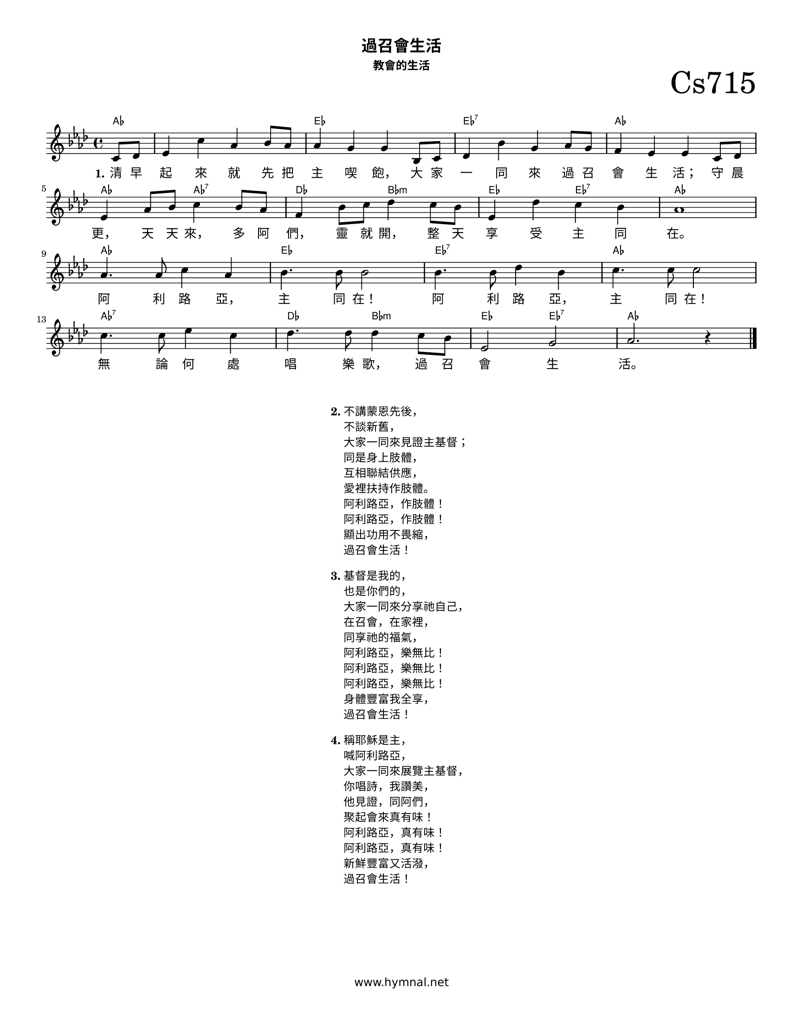 過召會生活
教會的生活
Cs715
A♭ E♭ E♭7 A♭
1. 清 早 起 來 就 先 把 主 喫 飽， 大 家 一 同 來 過 召 會 生 活； 守 晨
5 A♭ A♭7 D♭ B♭m E♭ E♭7 A♭
更， 天 天 來， 多 阿 們， 靈 就 開， 整 天 享 受 主 同 在。
9 A♭ E♭ E♭7 A♭
阿 利 路 亞， 主 同 在！ 阿 利 路 亞， 主 同 在！
13 A♭7 D♭ B♭m E♭ E♭7 A♭
無 論 何 處 唱 樂 歌， 過 召 會 生 活。
2. 不講蒙恩先後，
不談新舊，
大家一同來見證主基督；
同是身上肢體，
互相聯結供應，
愛裡扶持作肢體。
阿利路亞，作肢體！
阿利路亞，作肢體！
顯出功用不畏縮，
過召會生活！
3. 基督是我的，
也是你們的，
大家一同來分享祂自己，
在召會，在家裡，
同享祂的福氣，
阿利路亞，樂無比！
阿利路亞，樂無比！
阿利路亞，樂無比！
身體豐富我全享，
過召會生活！
4. 稱耶穌是主，
喊阿利路亞，
大家一同來展覽主基督，
你唱詩，我讚美，
他見證，同阿們，
聚起會來真有味！
阿利路亞，真有味！
阿利路亞，真有味！
新鮮豐富又活潑，
過召會生活！
www.hymnal.net